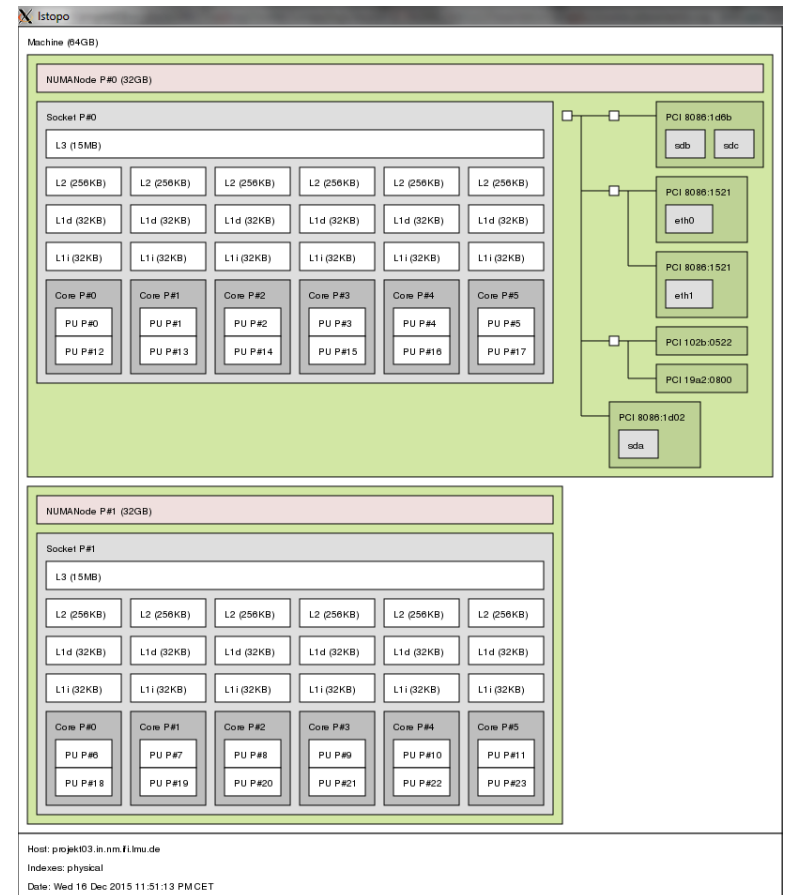 lstopo
Machine (64GB)
NUMANode P#0 (32GB)
Socket P#0
L3 (15MB)
L2 (256KB) L2 (256KB) L2 (256KB) L2 (256KB) L2 (256KB) L2 (256KB)
L1d (32KB) L1d (32KB) L1d (32KB) L1d (32KB) L1d (32KB) L1d (32KB)
L1i (32KB) L1i (32KB) L1i (32KB) L1i (32KB) L1i (32KB) L1i (32KB)
Core P#0 Core P#1 Core P#2 Core P#3 Core P#4 Core P#5
PU P#0 PU P#1 PU P#2 PU P#3 PU P#4 PU P#5
PU P#12 PU P#13 PU P#14 PU P#15 PU P#16 PU P#17
PCI 8086:1d6b
sdb sdc
PCI 8086:1521
eth0
PCI 8086:1521
eth1
PCI 102b:0522
PCI 19a2:0800
PCI 8086:1d02
sda
NUMANode P#1 (32GB)
Socket P#1
L3 (15MB)
L2 (256KB) L2 (256KB) L2 (256KB) L2 (256KB) L2 (256KB) L2 (256KB)
L1d (32KB) L1d (32KB) L1d (32KB) L1d (32KB) L1d (32KB) L1d (32KB)
L1i (32KB) L1i (32KB) L1i (32KB) L1i (32KB) L1i (32KB) L1i (32KB)
Core P#0 Core P#1 Core P#2 Core P#3 Core P#4 Core P#5
PU P#6 PU P#7 PU P#8 PU P#9 PU P#10 PU P#11
PU P#18 PU P#19 PU P#20 PU P#21 PU P#22 PU P#23
Host: projekt03.in.nm.ifi.lmu.de
Indexes: physical
Date: Wed 16 Dec 2015 11:51:13 PM CET